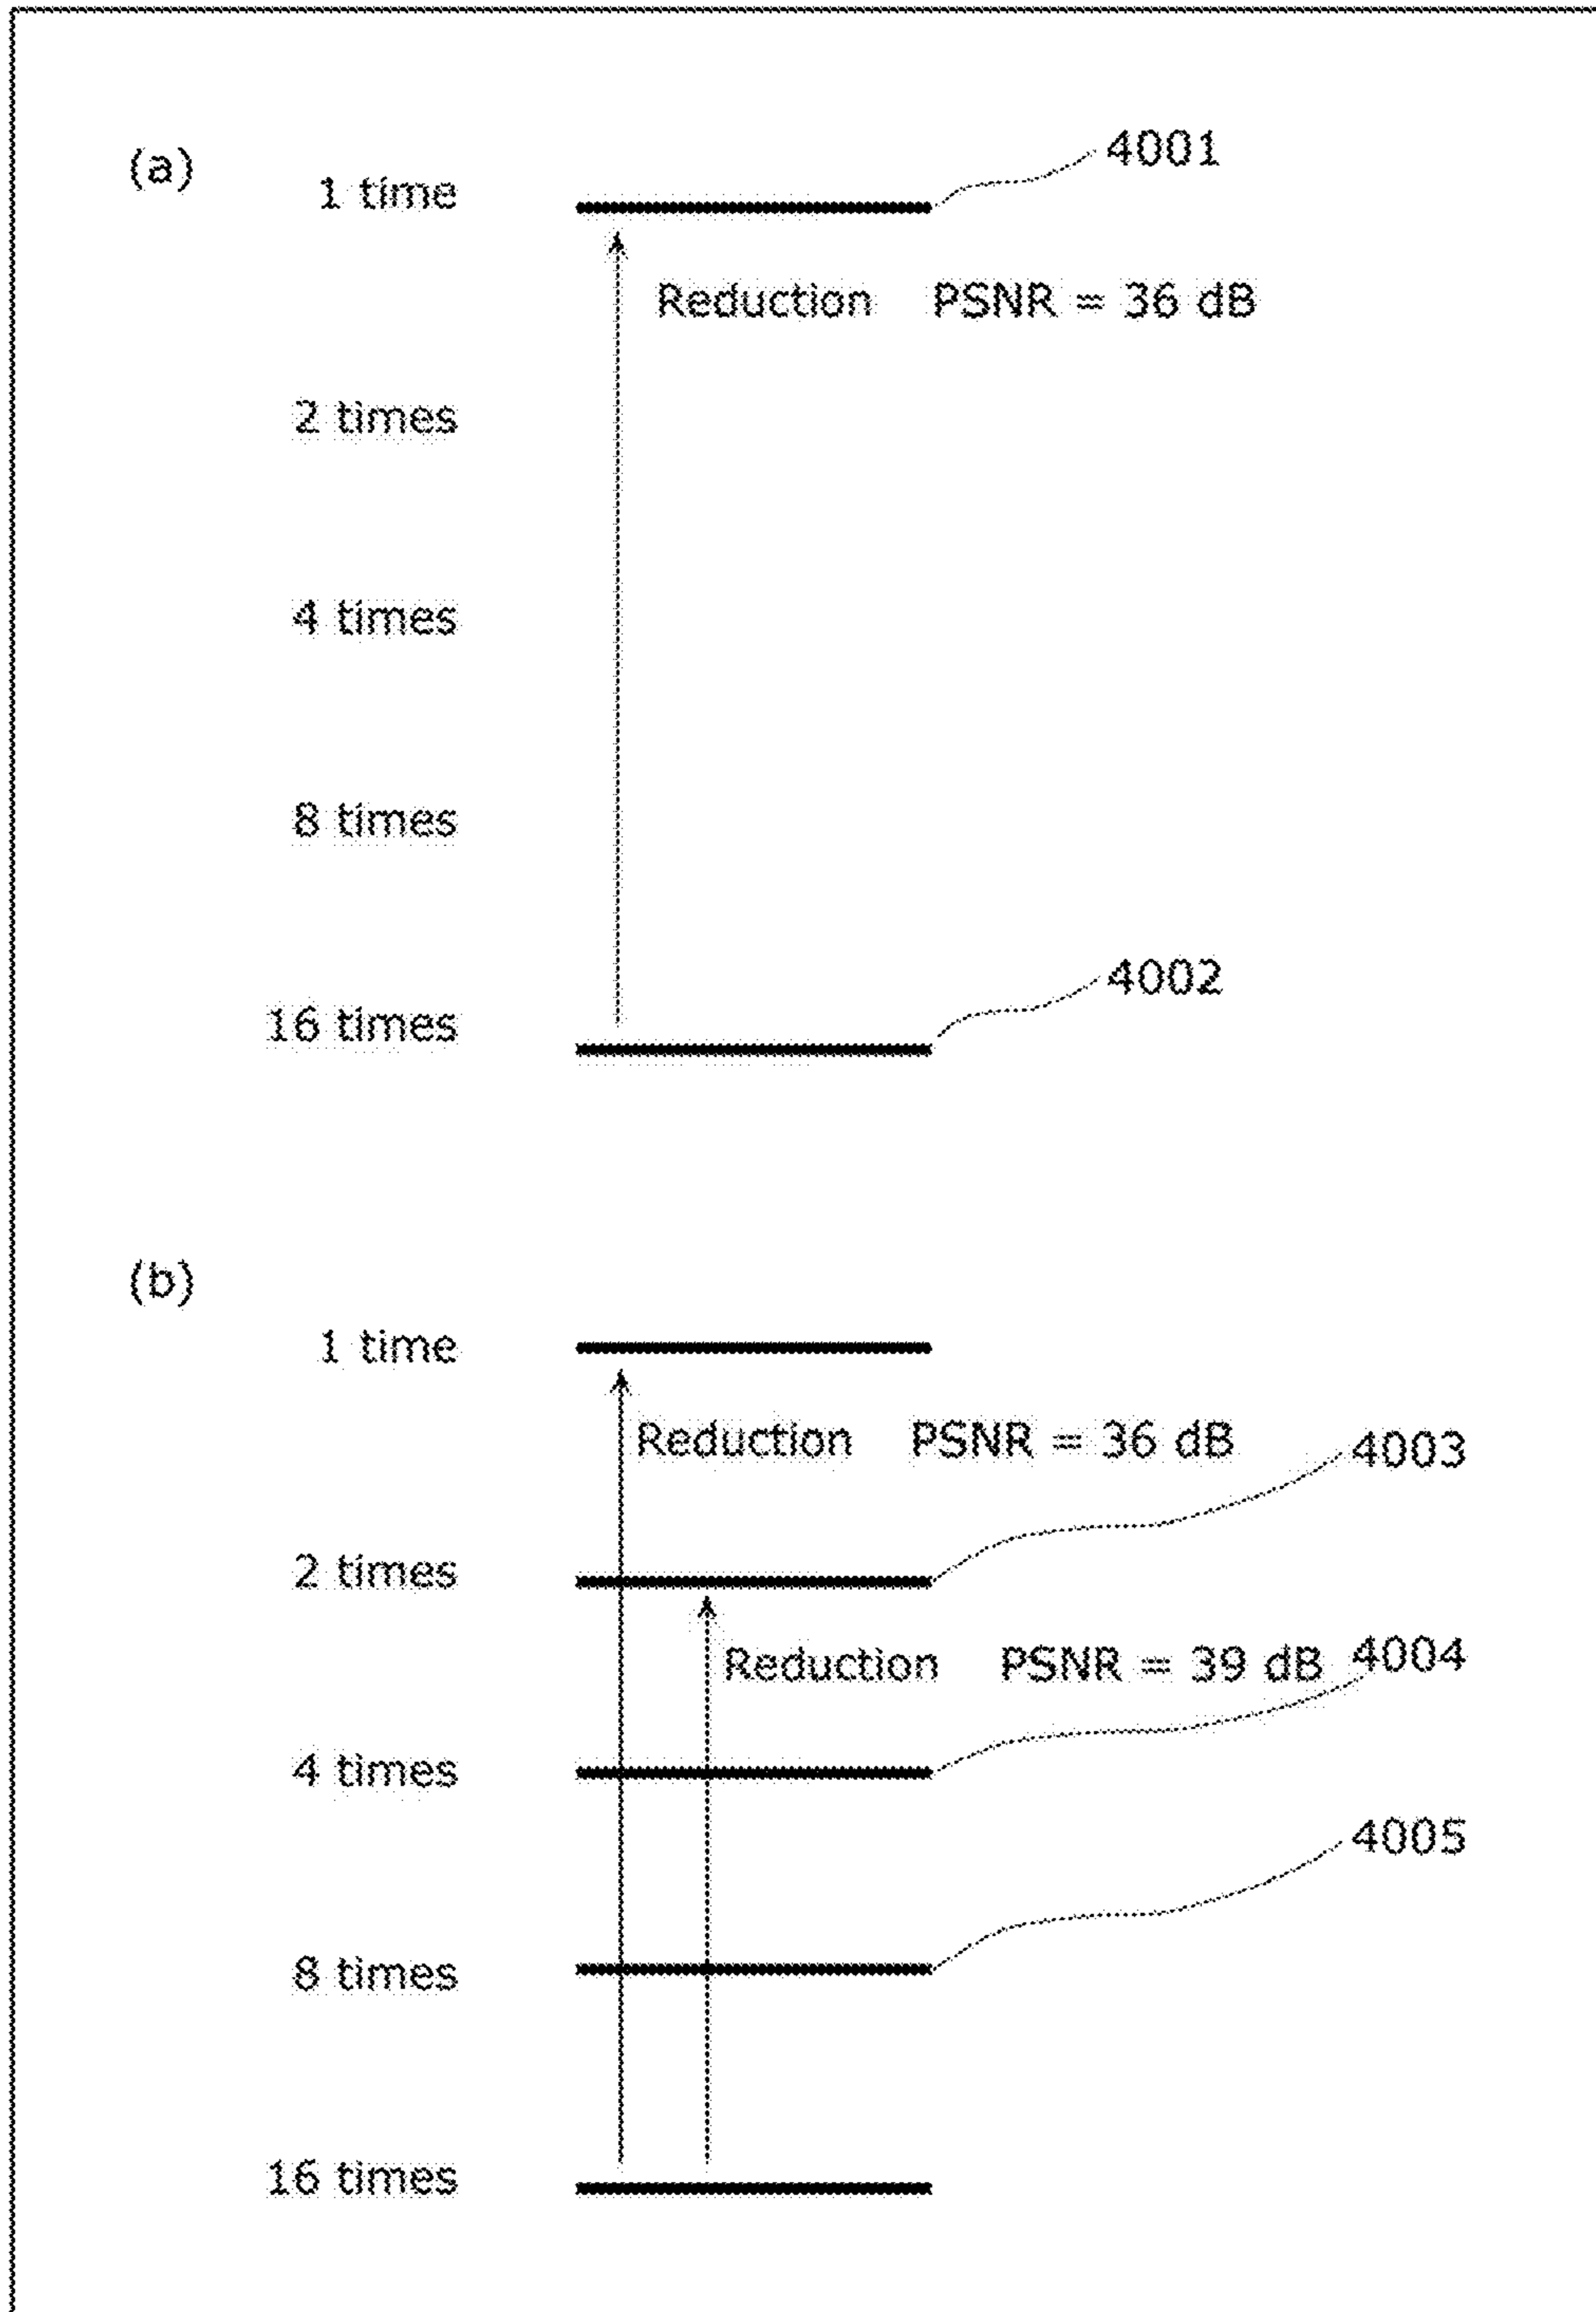 (a)
4001
1 time
Reduction PSNR = 36 dB
2 times
4 times
8 times
4002
16 times
(b)
1 time
Reduction PSNR = 36 dB
4003
2 times
Reduction PSNR = 39 dB
4004
4 times
4005
8 times
16 times